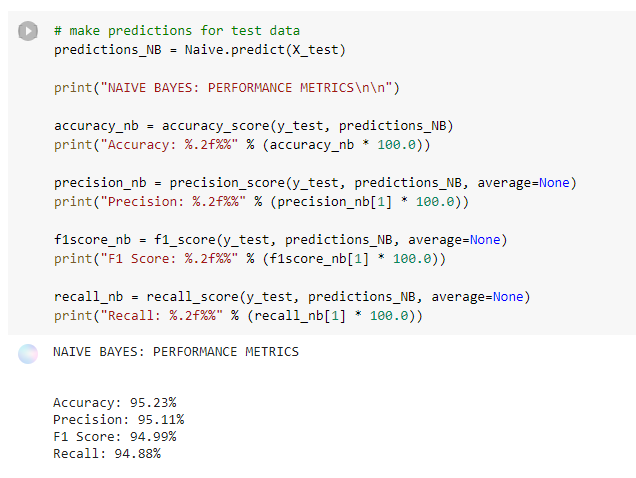 # make predictions for test data
predictions_NB = Naive.predict(X_test)
print("NAIVE BAYES: PERFORMANCE METRICS\n\n")
accuracy_nb = accuracy_score(y_test, predictions_NB)
print("Accuracy: %.2f%%" % (accuracy_nb * 100.0))
precision_nb = precision_score(y_test, predictions_NB, average=None)
print("Precision: %.2f%%" % (precision_nb[1] * 100.0))
f1score_nb = f1_score(y_test, predictions_NB, average=None)
print("F1 Score: %.2f%%" % (f1score_nb[1] * 100.0))
recall_nb = recall_score(y_test, predictions_NB, average=None)
print("Recall: %.2f%%" % (recall_nb[1] * 100.0))
NAIVE BAYES: PERFORMANCE METRICS
Accuracy: 95.23%
Precision: 95.11%
F1 Score: 94.99%
Recall: 94.88%